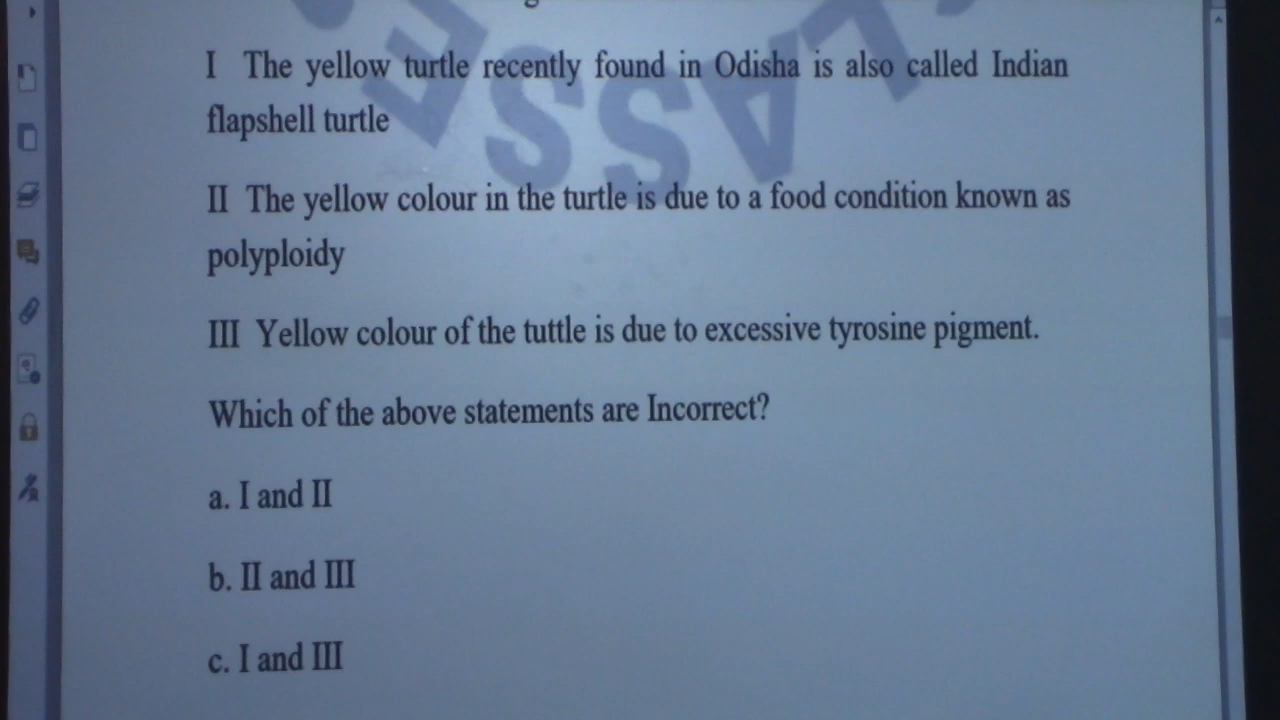 I The yellow turtle recently found in Odisha is also called Indian
flapshell turtle
II The yellow colour in the turtle is due to a food condition known as
polyploidy
III Yellow colour of the tuttle is due to excessive tyrosine pigment.
Which of the above statements are Incorrect?
a. I and II
b. II and III
c. I and III